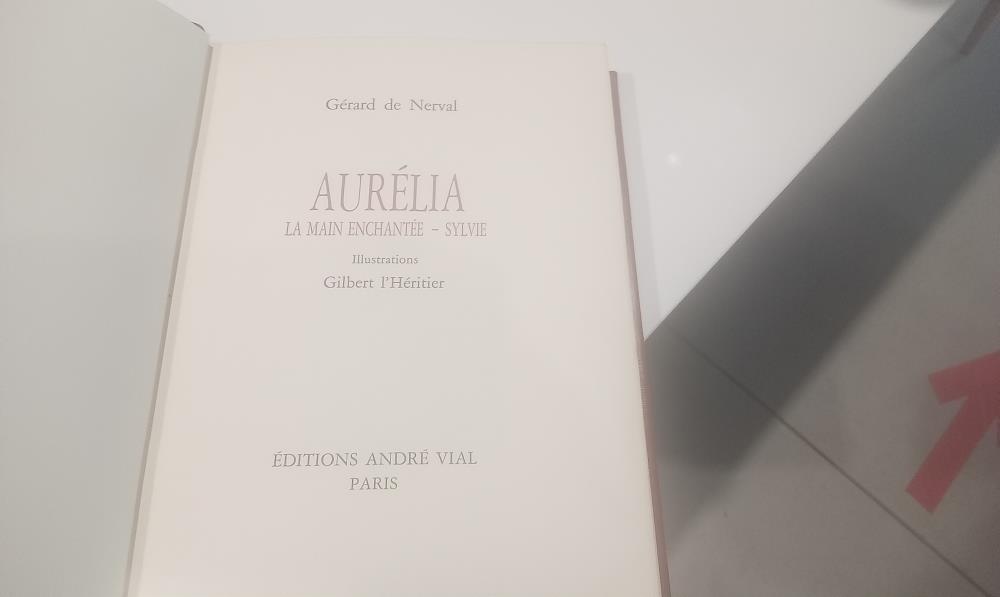 Gérard de Nerval
AURÉLIA
LA MAIN ENCHANTÉE – SYLVIE
Illustrations
Gilbert l'Héritier
ÉDITIONS ANDRÉ VIAL
PARIS